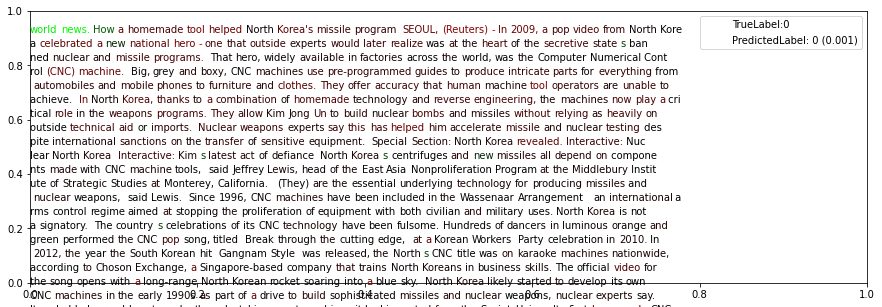 1.0
TrueLabel:0
PredictedLabel: 0 (0.001)
world news. How a homemade tool helped North Korea's missile program SEOUL, (Reuters) - In 2009, a pop video from North Kore
a celebrated a new national hero - one that outside experts would later realize was at the heart of the secretive state s ban
ned nuclear and missile programs. That hero, widely available in factories across the world, was the Computer Numerical Cont
0.8
rol (CNC) machine. Big, grey and boxy, CNC machines use pre-programmed guides to produce intricate parts for everything from
automobiles and mobile phones to furniture and clothes. They offer accuracy that human machine tool operators are unable to
achieve. In North Korea, thanks to a combination of homemade technology and reverse engineering, the machines now play a cri
tical role in the weapons programs. They allow Kim Jong Un to build nuclear bombs and missiles without relying as heavily on
0.6
outside technical aid or imports. Nuclear weapons experts say this has helped him accelerate missile and nuclear testing des
pite international sanctions on the transfer of sensitive equipment. Special Section: North Korea revealed. Interactive: Nuc
lear North Korea Interactive: Kim s latest act of defiance North Korea s centrifuges and new missiles all depend on compone
nts made with CNC machine tools, said Jeffrey Lewis, head of the East Asia Nonproliferation Program at the Middlebury Instit
0.4
ute of Strategic Studies at Monterey, California. (They) are the essential underlying technology for producing missiles and
nuclear weapons, said Lewis. Since 1996, CNC machines have been included in the Wassenaar Arrangement an international a
rms control regime aimed at stopping the proliferation of equipment with both civilian and military uses. North Korea is not
0.2
a signatory. The country s celebrations of its CNC technology have been fulsome. Hundreds of dancers in luminous orange and
green performed the CNC pop song, titled Break through the cutting edge, at a Korean Workers Party celebration in 2010. In
2012, the year the South Korean hit Gangnam Style was released, the North s CNC title was on karaoke machines nationwide,
according to Choson Exchange, a Singapore-based company that trains North Koreans in business skills. The official video for
0.0
the song opens with a long-range North Korean rocket soaring into a blue sky. North Korea likely started to develop its own
CNC machines in the early 1990s as part of a drive to build sophisticated missiles and nuclear weapons, nuclear experts say.
0.0 0.2 0.4 0.6 0.8 1.0